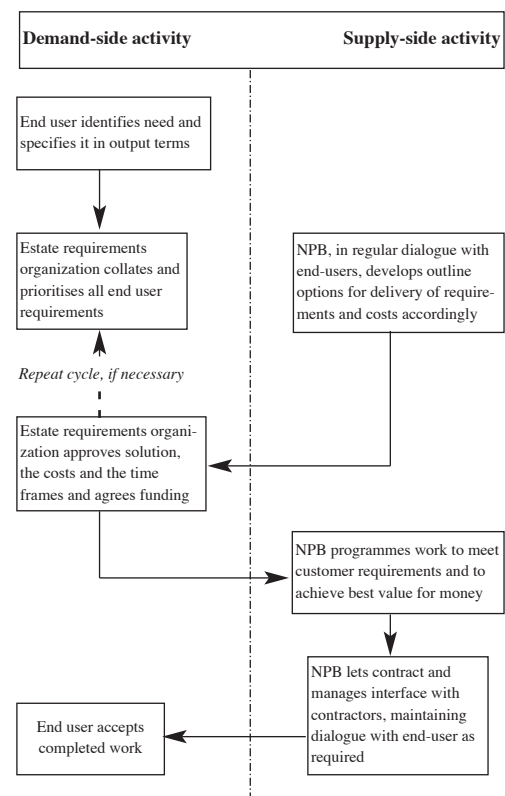 Demand-side activity
Supply-side activity
End user identifies need and
specifies it in output terms
Estate requirements
organization collates and
prioritises all end user
requirements
NPB, in regular dialogue with
end-users, develops outline
options for delivery of require-
ments and costs accordingly
Repeat cycle, if necessary
Estate requirements organi-
zation approves solution,
the costs and the time
frames and agrees funding
NPB programmes work to meet
customer requirements and to
achieve best value for money
NPB lets contract and
manages interface with
contractors, maintaining
dialogue with end-user as
required
End user accepts
completed work